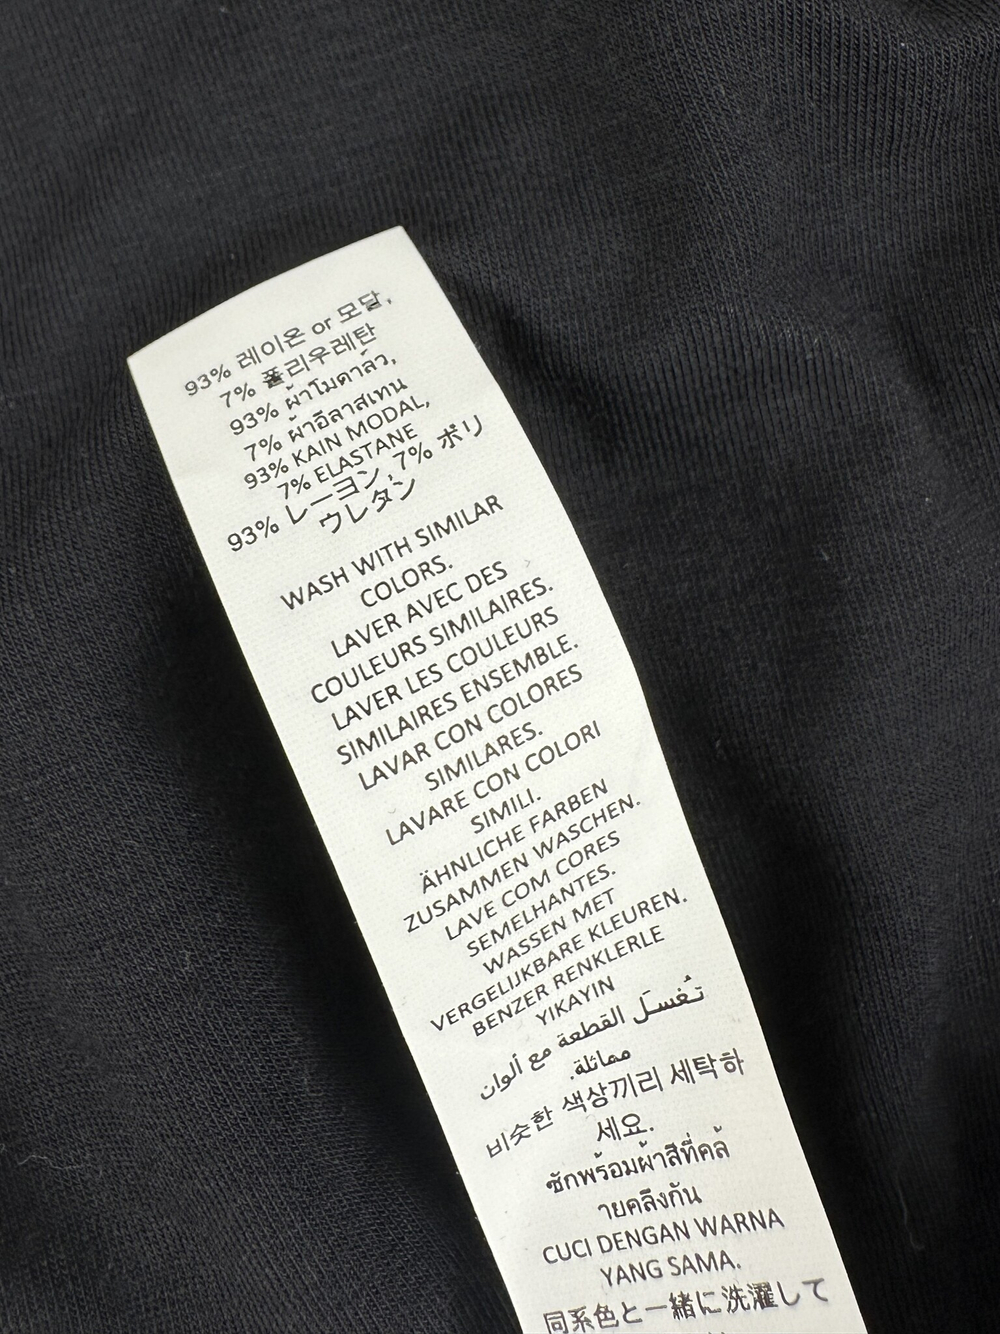 93% 레이온 or 모달,
7% 폴리우레탄
93% ผ้าโมดาล้ว,
7% ผ้าอีลาสเทน
93% KAIN MODAL,
7% ELASTANE
93% レーヨン, 7% ポリ
ウレタン
WASH WITH SIMILAR
COLORS.
LAVER AVEC DES
COULEURS SIMILAIRES.
LAVER LES COULEURS
SIMILAIRES ENSEMBLE.
LAVAR CON COLORES
SIMILARES.
LAVARE CON COLORI
SIMILI.
ÄHNLICHE FARBEN
ZUSAMMEN WASCHEN.
LAVE COM CORES
SEMELHANTES.
WASSEN MET
VERGELIJKBARE KLEUREN.
BENZER RENKLERLE
YIKAYIN
تُغسـَل القطعة مع ألوان
مماثلة.
비슷한 색상끼리 세탁하
세요.
ซักพร้อมผ้าสีที่คล้
ายคลึงกัน
CUCI DENGAN WARNA
YANG SAMA.
同系色と一緒に洗濯して